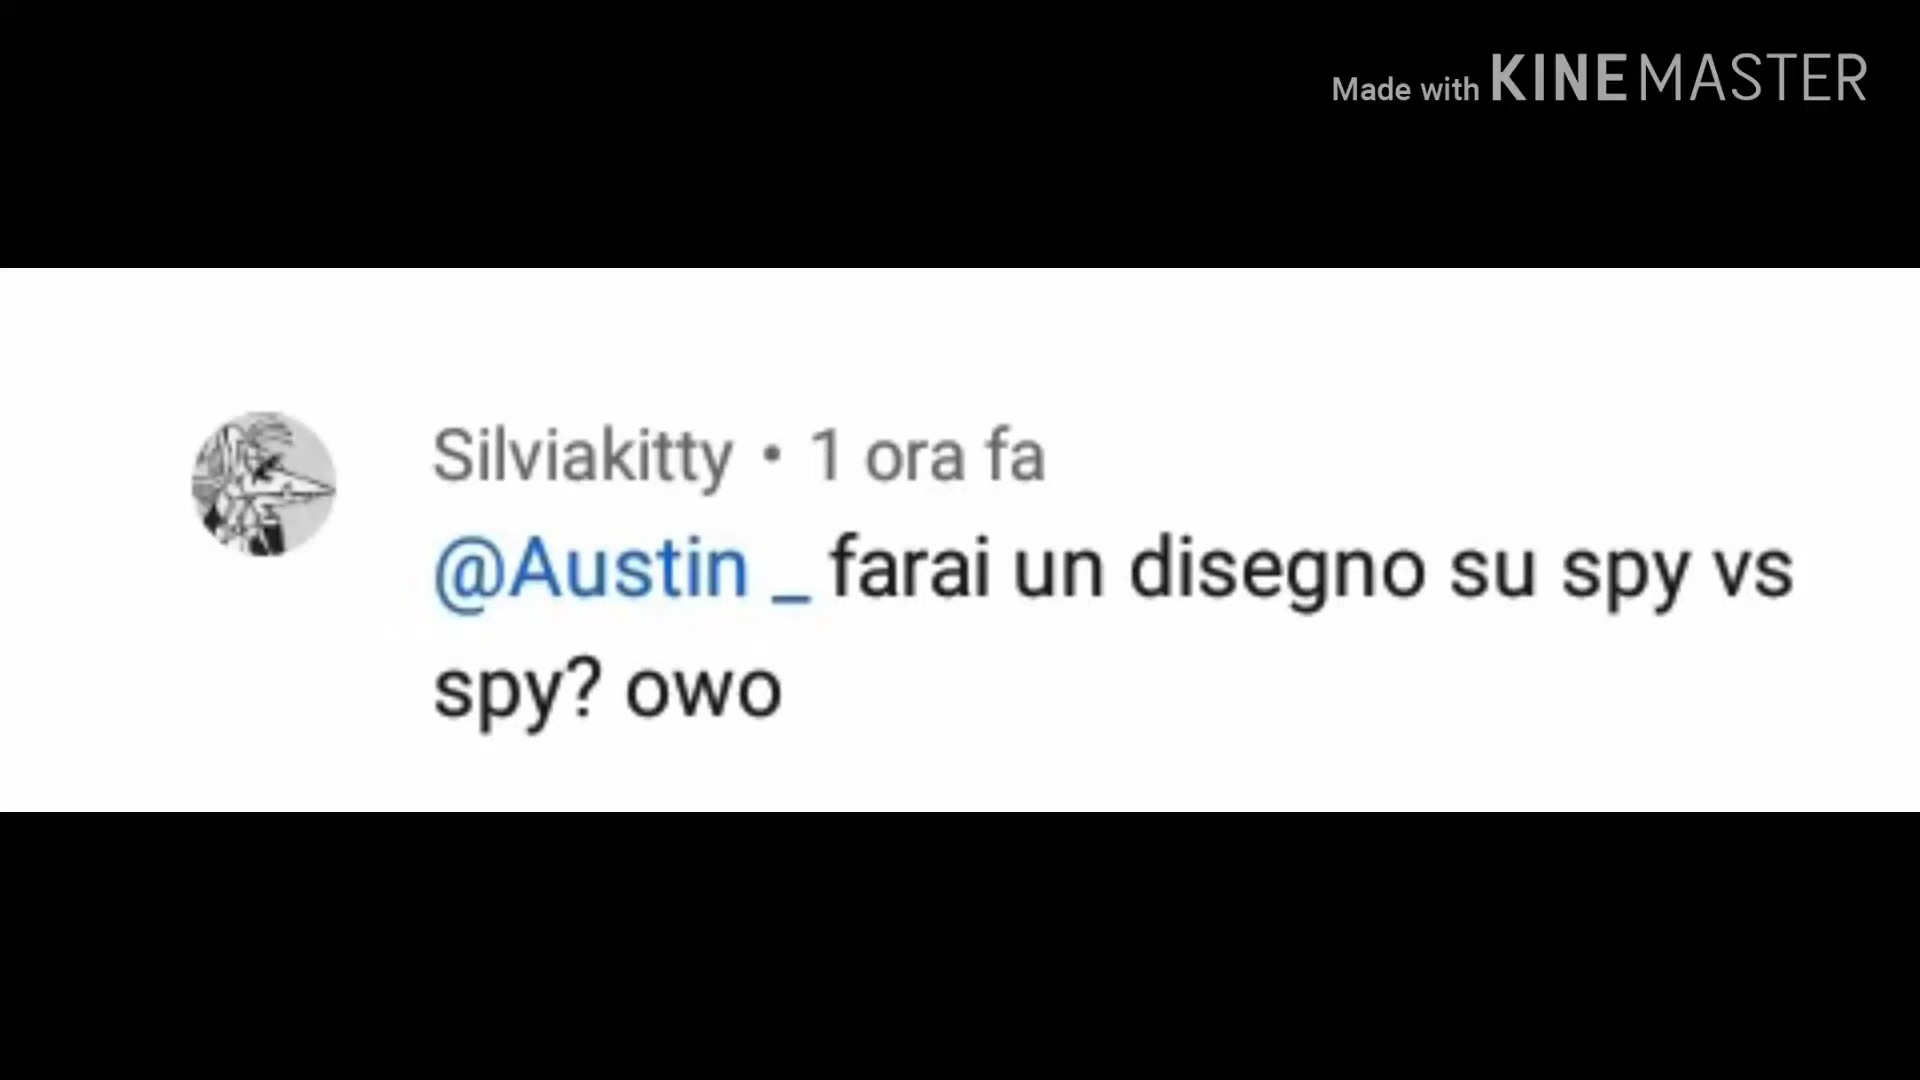 Made with KINEMASTER
Silviakitty • 1 ora fa
@Austin _ farai un disegno su spy vs
spy? owo